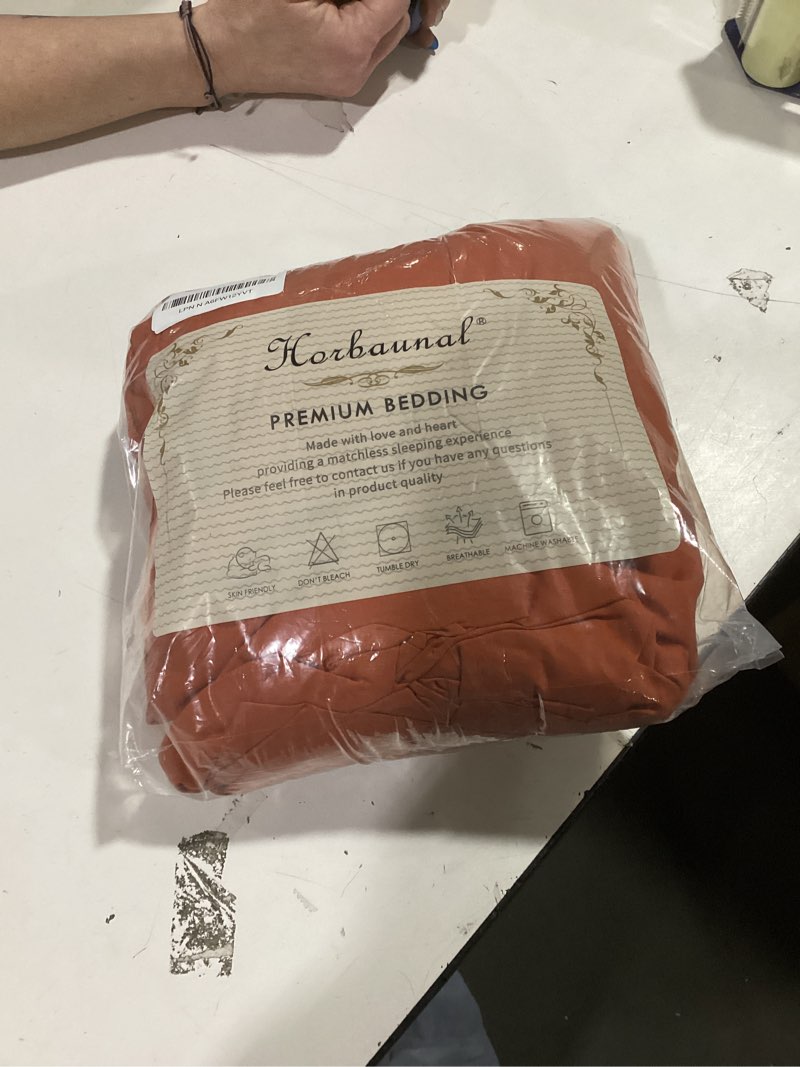 Horbaunal®
PREMIUM BEDDING
Made with love and heart
providing a matchless sleeping experience
Please feel free to contact us if you have any questions
in product quality
SKIN FRIENDLY
DON'T BLEACH
TUMBLE DRY
BREATHABLE
MACHINE WASHABLE